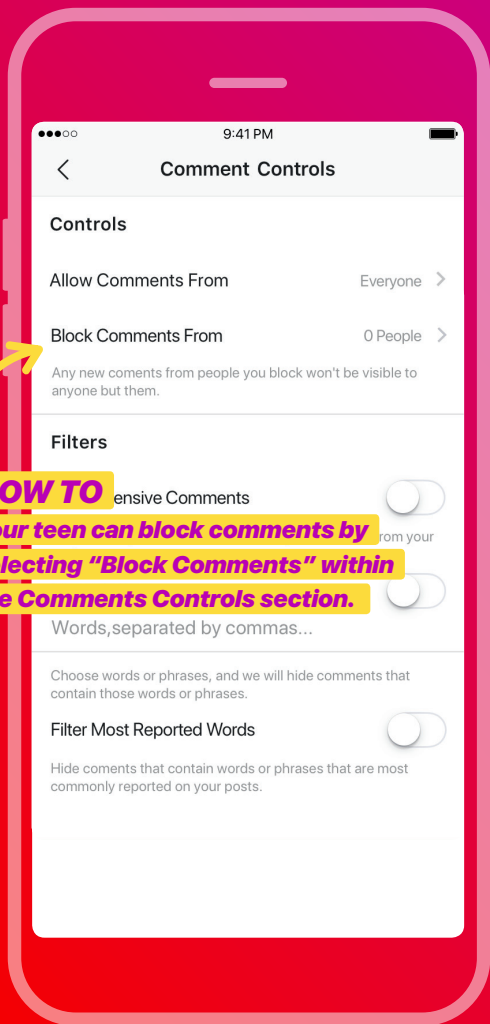 9:41 PM
Comment Controls
Controls
Allow Comments From Everyone
Block Comments From 0 People
Any new coments from people you block won't be visible to
anyone but them.
Filters
OW TO
ensive Comments
our teen can block comments by
rom your
lecting “Block Comments” within
e Comments Controls section.
Words,separated by commas...
Choose words or phrases, and we will hide comments that
contain those words or phrases.
Filter Most Reported Words
Hide coments that contain words or phrases that are most
commonly reported on your posts.